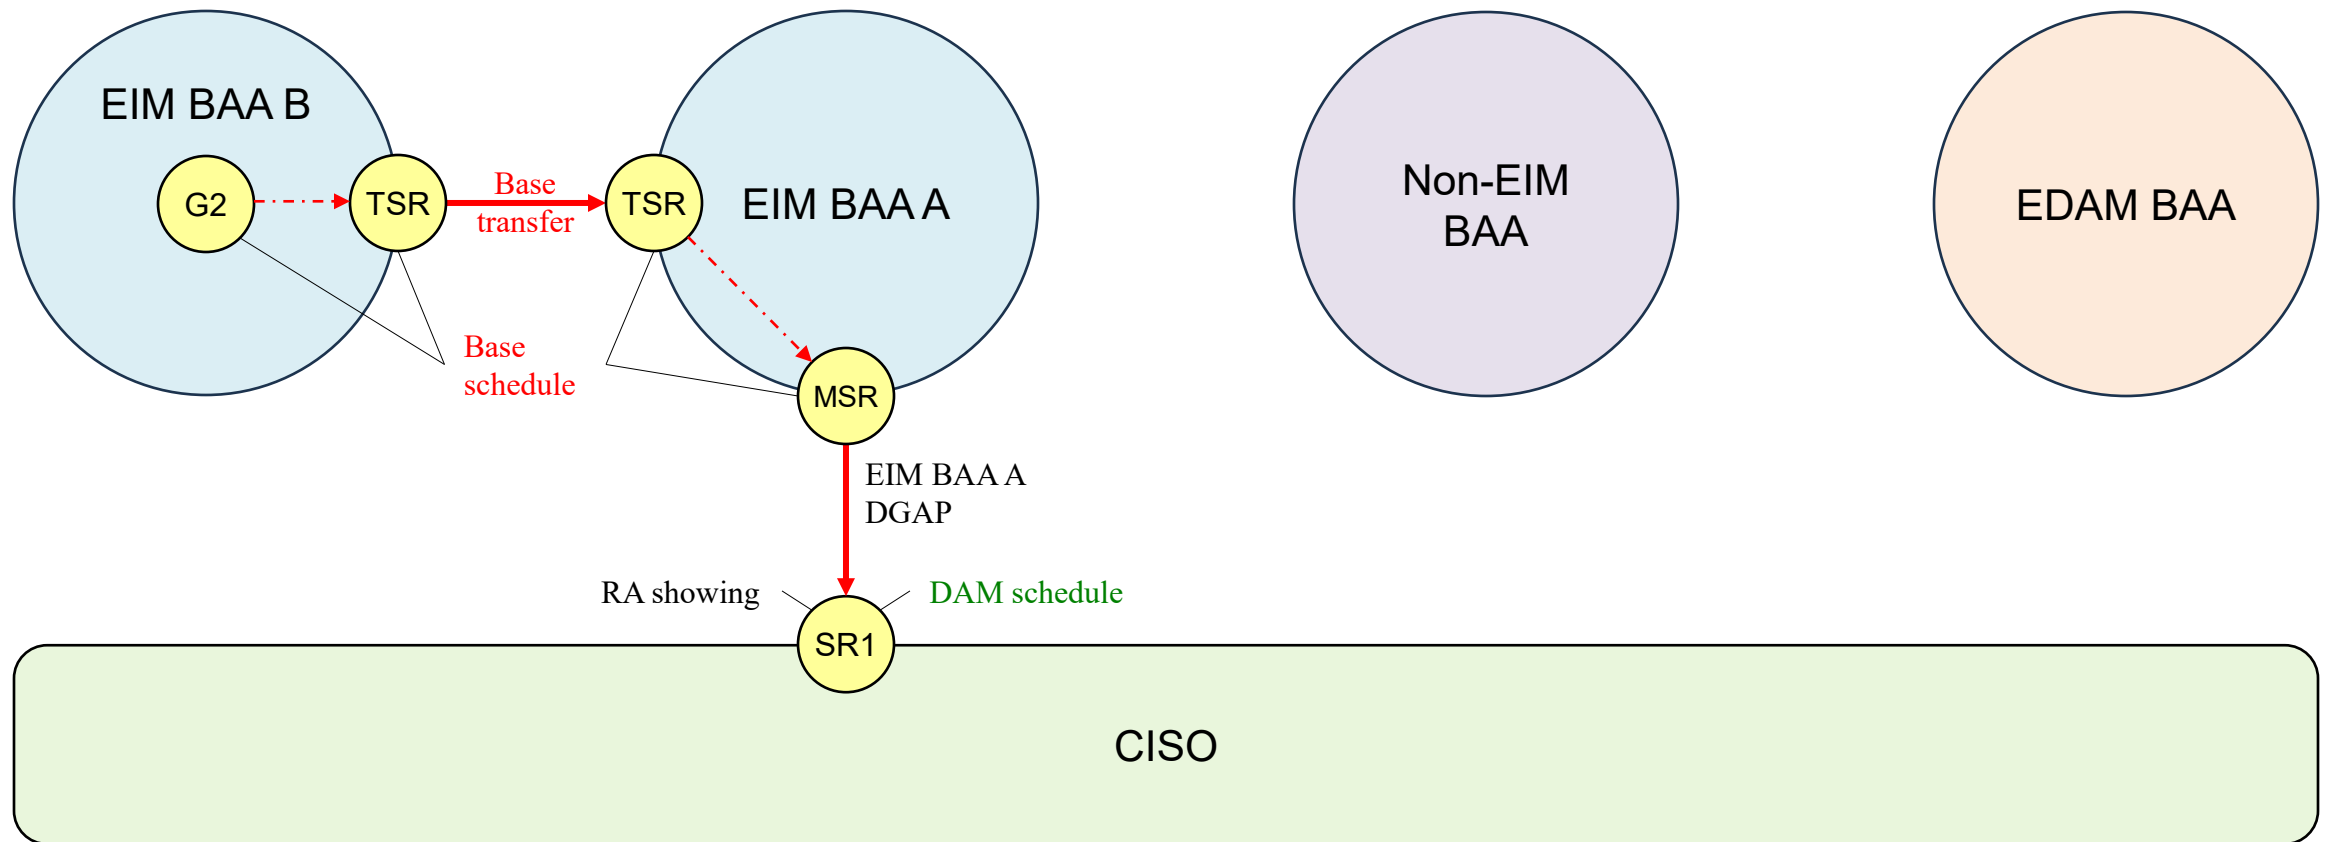 EIM BAA B
G2
TSR
Base
transfer
TSR
EIM BAA A
Non-EIM
BAA
EDAM BAA
Base
schedule
MSR
EIM BAA A
DGAP
RA showing
DAM schedule
SR1
CISO